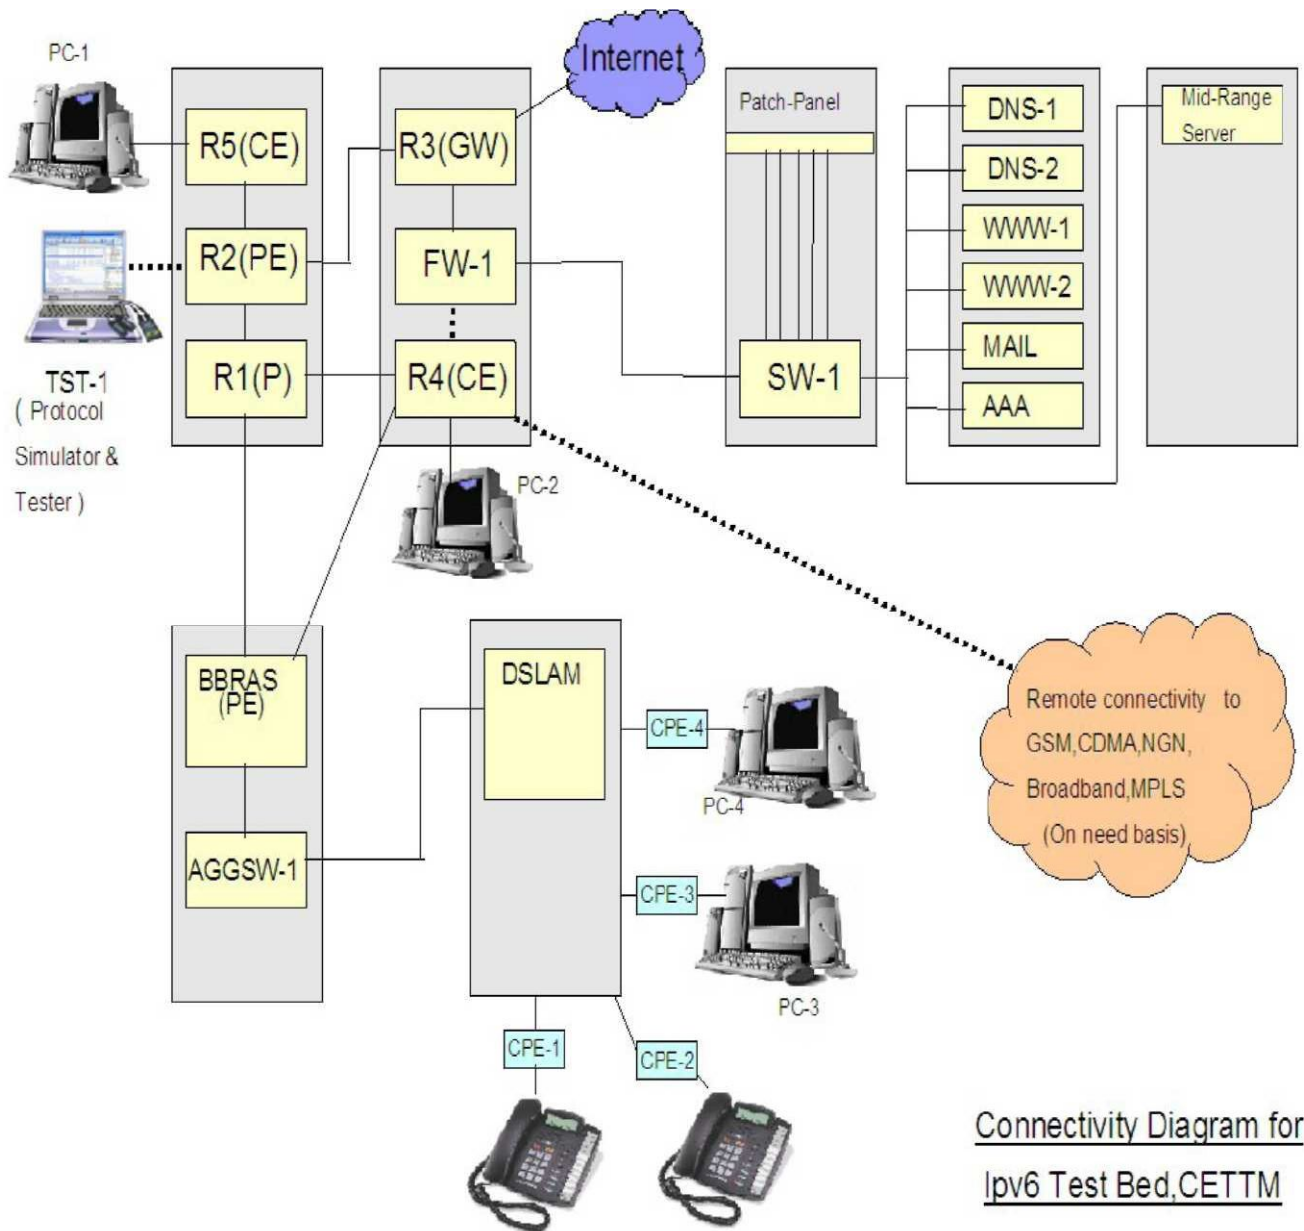 PC-1
Internet
R5(CE)
R3(GW)
Patch-Panel
DNS-1
Mid-Range
Server
DNS-2
R2(PE)
FW-1
WWW-1
WWW-2
R1(P)
R4(CE)
SW-1
MAIL
AAA
TST-1
( Protocol
Simulator &
Tester )
PC-2
BBRAS
(PE)
DSLAM
CPE-4
PC-4
Remote connectivity to
GSM,CDMA,NGN,
Broadband,MPLS
(On need basis)
AGGSW-1
CPE-3
PC-3
CPE-1
CPE-2
Connectivity Diagram for
Ipv6 Test Bed,CETTM